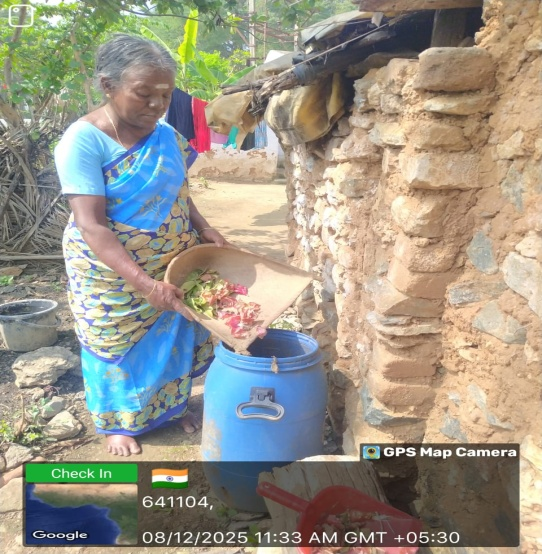 GPS Map Camera
Check In
641104,
Google
08/12/2025 11:33 AM GMT +05:30